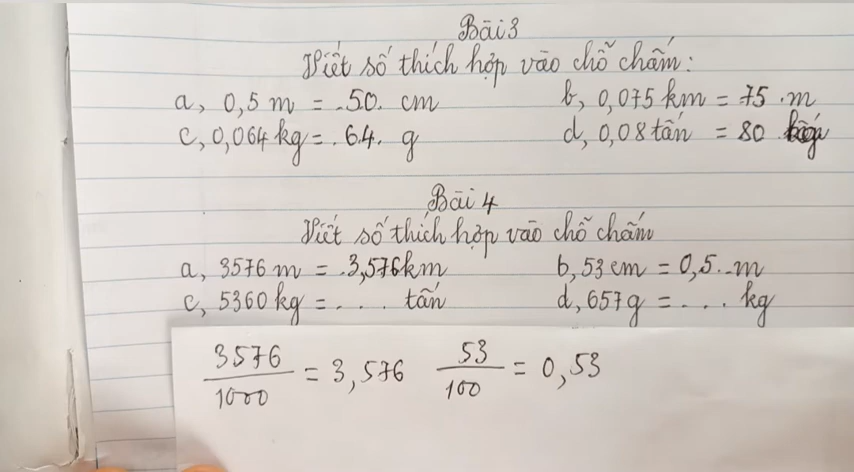 Bài 3
Viết số thích hợp vào chỗ chấm:
a, 0,5 m = .50. cm b, 0,075 km = 75 .m
c, 0,064 kg = .64. g d, 0,08 tấn = 80
Bài 4
Viết số thích hợp vào chỗ chấm
a, 3576 m = .3,576km b, 53 cm = 0,5..m
c, 5360 kg = . . . tấn d, 657 g = . . . kg
3576/1000 = 3,576 53/100 = 0,53